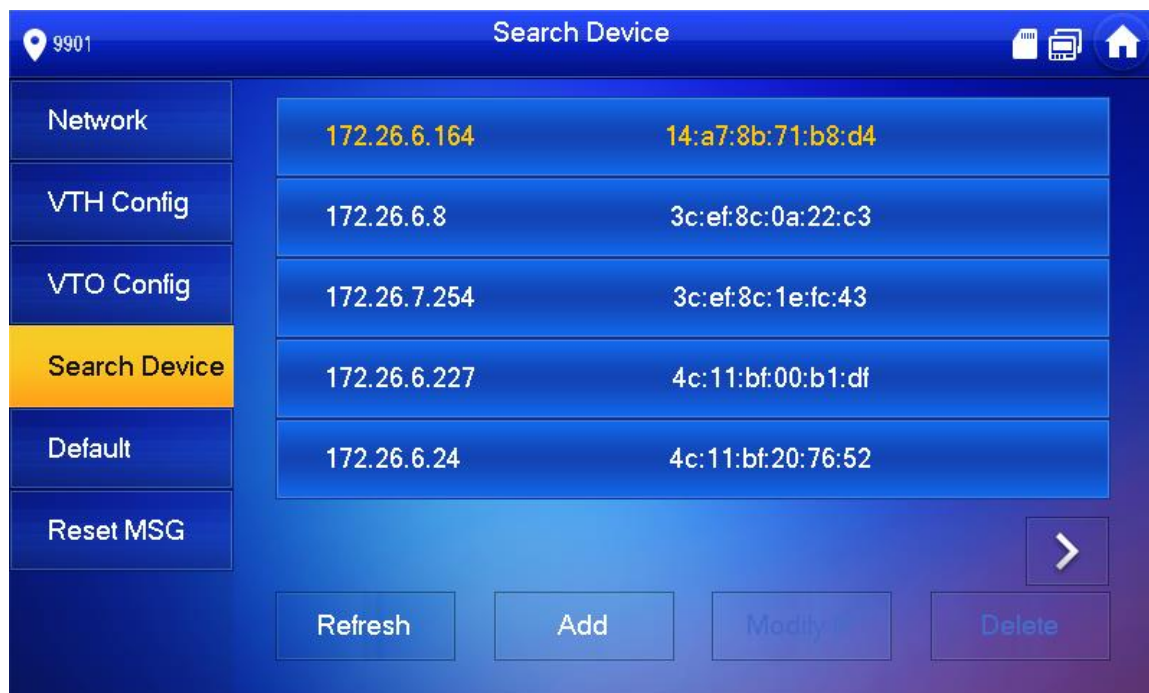 9901
Search Device
Network
VTH Config
VTO Config
Search Device
Default
Reset MSG
172.26.6.164 14:a7:8b:71:b8:d4
172.26.6.8 3c:ef:8c:0a:22:c3
172.26.7.254 3c:ef:8c:1e:fc:43
172.26.6.227 4c:11:bf:00:b1:df
172.26.6.24 4c:11:bf:20:76:52
Refresh Add Modify Delete